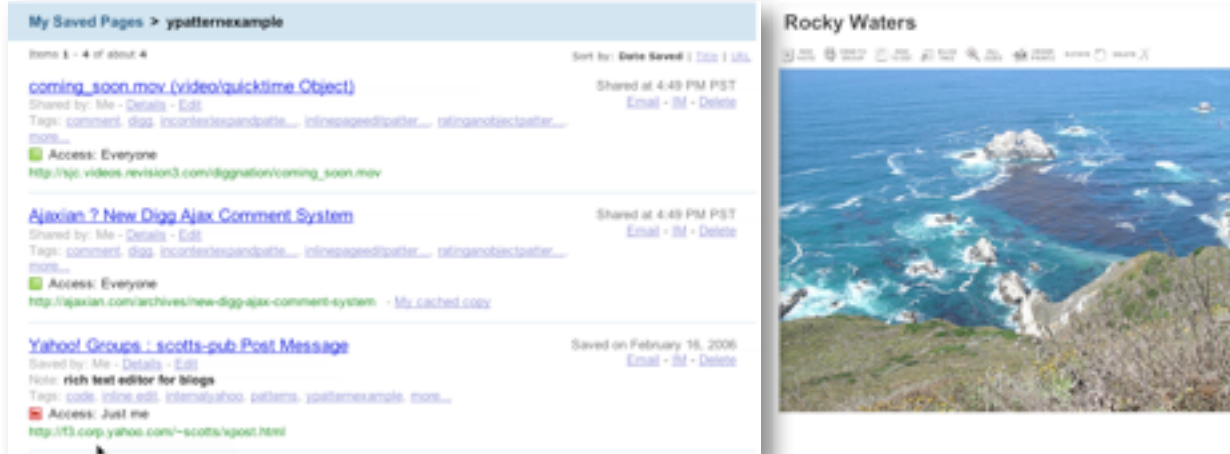 My Saved Pages > ypatternexample
Items 1 - 4 of about 4
Sort by: Date Saved | Title | URL
coming_soon.mov (video/quicktime Object)
Shared at 4:49 PM PST
Shared by: Me - Details - Edit
Email - IM - Delete
Tags: comment, digg, incontextexpandpatte..., inlinepageeditpatter..., ratinganobjectpatter...,
more...
Access: Everyone
http://sjc.videos.revision3.com/diggnation/coming_soon.mov
Ajaxian ? New Digg Ajax Comment System
Shared at 4:49 PM PST
Shared by: Me - Details - Edit
Email - IM - Delete
Tags: comment, digg, incontextexpandpatte..., inlinepageeditpatter..., ratinganobjectpatter...,
more...
Access: Everyone
http://ajaxian.com/archives/new-digg-ajax-comment-system - My cached copy
Yahoo! Groups : scotts-pub Post Message
Saved on February 16, 2006
Saved by: Me - Details - Edit
Email - IM - Delete
Note: rich text editor for blogs
Tags: code, inline edit, internalyahoo, patterns, ypatternexample, more...
Access: Just me
http://f3.corp.yahoo.com/~scotts/xpost.html
Rocky Waters